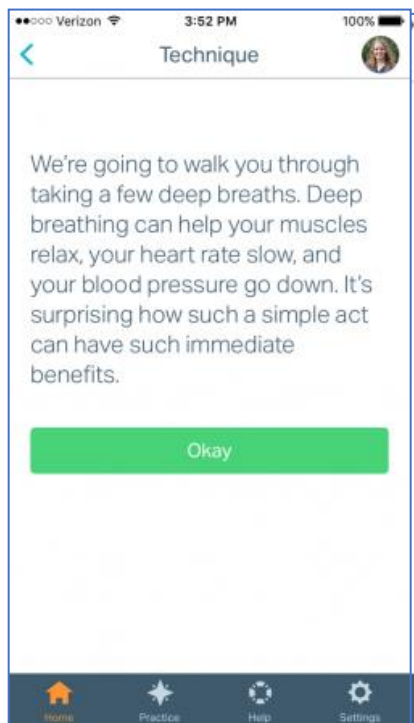 Verizon 3:52 PM 100%
Technique
We're going to walk you through
taking a few deep breaths. Deep
breathing can help your muscles
relax, your heart rate slow, and
your blood pressure go down. It's
surprising how such a simple act
can have such immediate
benefits.
Okay
Home Practice Help Settings